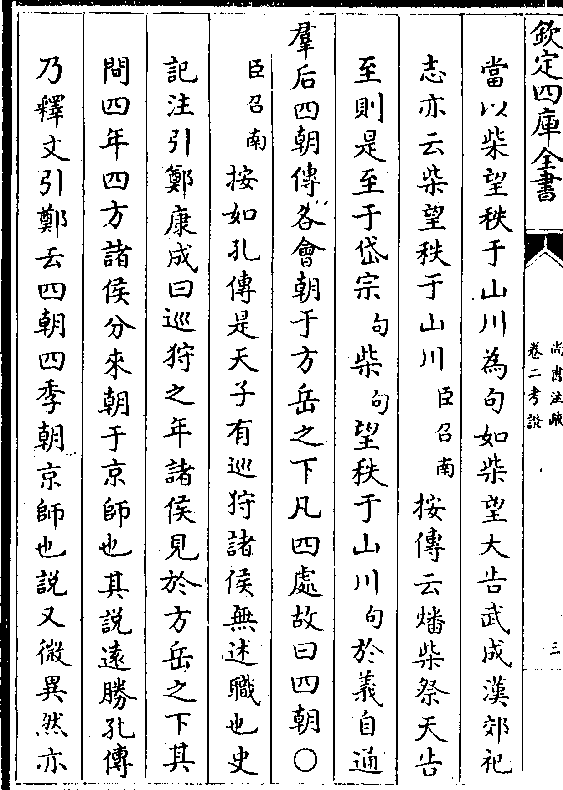 欽定四庫全書
尚書注疏
卷二考證
三
當以柴望秩于山川為句如柴望大告武成漢郊祀
志亦云柴望秩于山川臣召南按傳云燔柴祭天告
至則是至于岱宗句柴句望秩于山川句於義自通
羣后四朝傳各會朝于方岳之下凡四處故曰四朝〇
臣召南按如孔傳是天子有巡狩諸侯無述職也史
記注引鄭康成曰巡狩之年諸侯見於方岳之下其
間四年四方諸侯分來朝于京師也其説遠勝孔傳
乃釋文引鄭云四朝四季朝京師也説又微異然亦